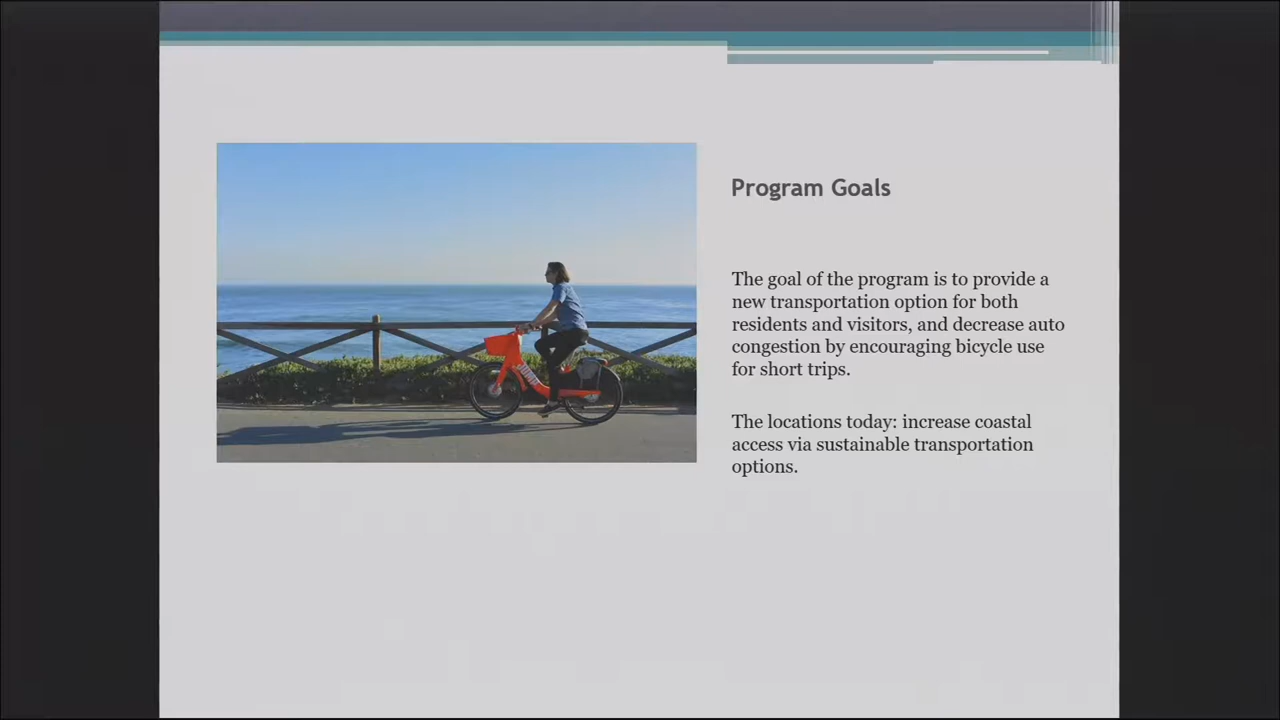 Program Goals
The goal of the program is to provide a
new transportation option for both
residents and visitors, and decrease auto
congestion by encouraging bicycle use
for short trips.
The locations today: increase coastal
access via sustainable transportation
options.
JUMP